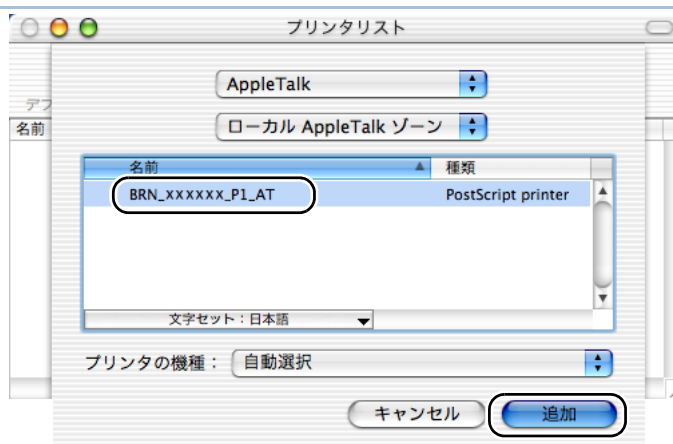 プリンタリスト
AppleTalk
デフ
ローカル AppleTalk ゾーン
名前
名前 種類
BRN_xxxxxx_P1_AT PostScript printer
文字セット：日本語
プリンタの機種： 自動選択
キャンセル 追加